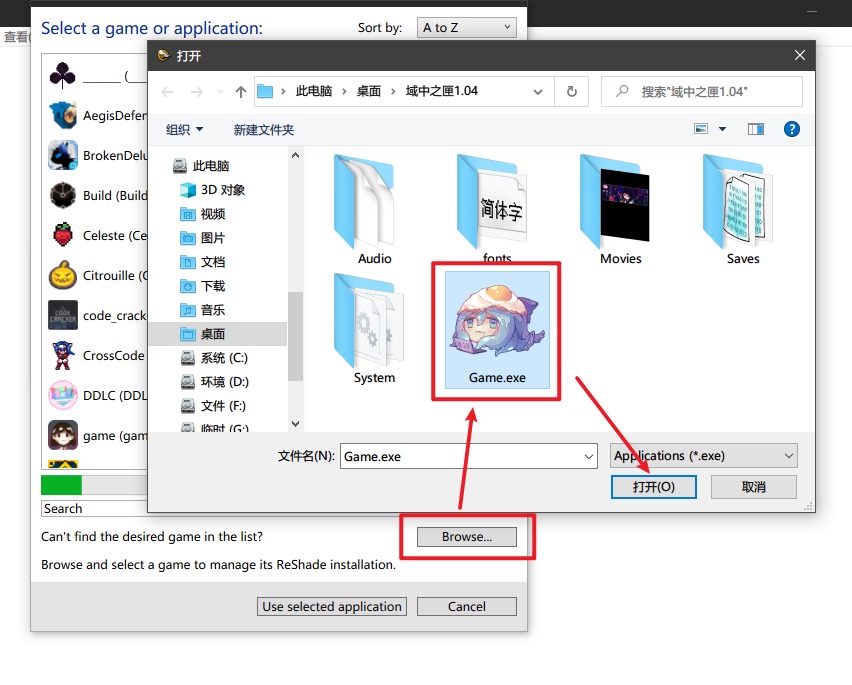 查看(
Select a game or application:
Sort by:
A to Z
______ (__
AegisDefen
BrokenDelu
Build (Build
Celeste (Ce
Citrouille (C
code_crack
CrossCode
DDLC (DDL
game (gam
Search
Can't find the desired game in the list?
Browse...
Browse and select a game to manage its ReShade installation.
Use selected application
Cancel
打开
此电脑
桌面
域中之匣1.04
搜索"域中之匣1.04"
组织
新建文件夹
此电脑
3D 对象
视频
图片
文档
下载
音乐
桌面
系统 (C:)
环境 (D:)
文件 (F:)
临时 (G:)
简体字
CODE
CRACKER
Audio
fonts
Movies
Saves
System
Game.exe
文件名(N):
Game.exe
Applications (*.exe)
打开(O)
取消